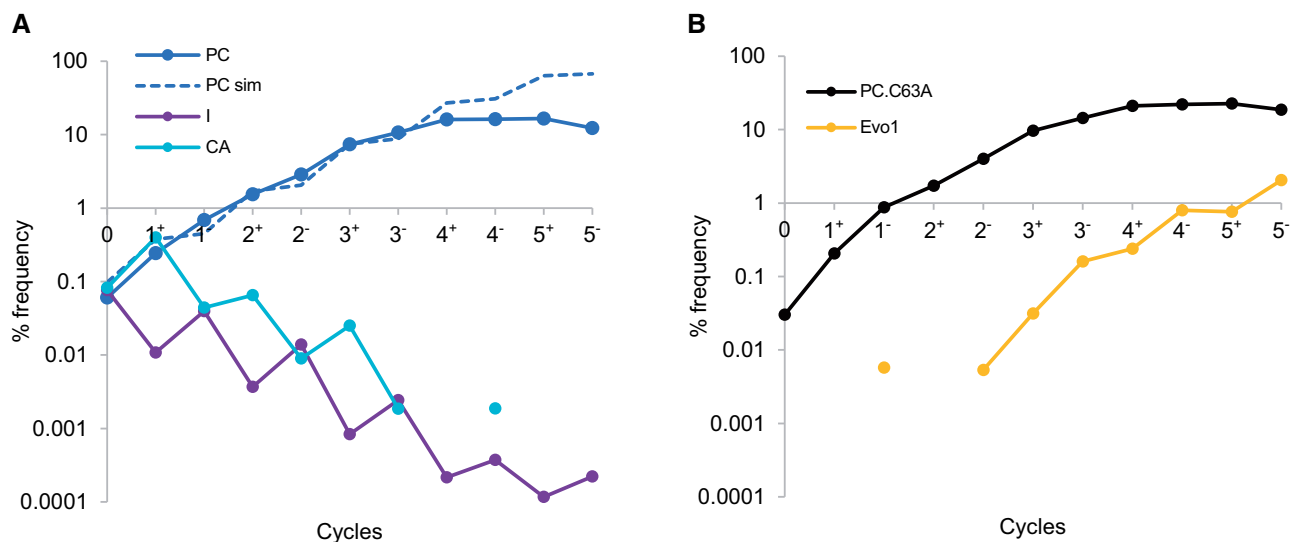 A
PC
PC sim
I
CA
100
10
1
0.1
0.01
0.001
0.0001
% frequency
0 1⁺ 1⁻ 2⁺ 2⁻ 3⁺ 3⁻ 4⁺ 4⁻ 5⁺ 5⁻
Cycles
B
PC.C63A
Evo1
100
10
1
0.1
0.01
0.001
0.0001
% frequency
0 1⁺ 1⁻ 2⁺ 2⁻ 3⁺ 3⁻ 4⁺ 4⁻ 5⁺ 5⁻
Cycles